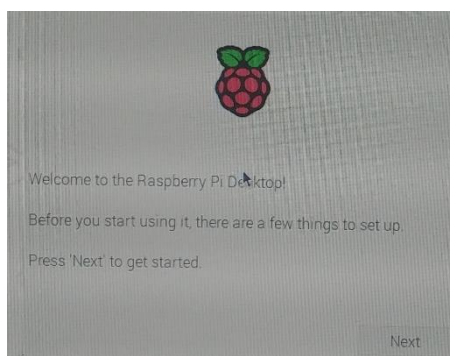 Welcome to the Raspberry Pi Desktop!
Before you start using it, there are a few things to set up.
Press 'Next' to get started.
Next